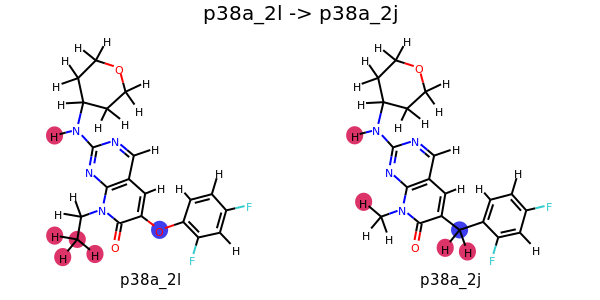 p38a_2l -> p38a_2j
H H H H
H O H H O H
H H H H
H H H H H H
H N N H H N N H
N H H H N H H H
H H N F H N F
H O O H H H O H H H
H H F H F
p38a_2l p38a_2j